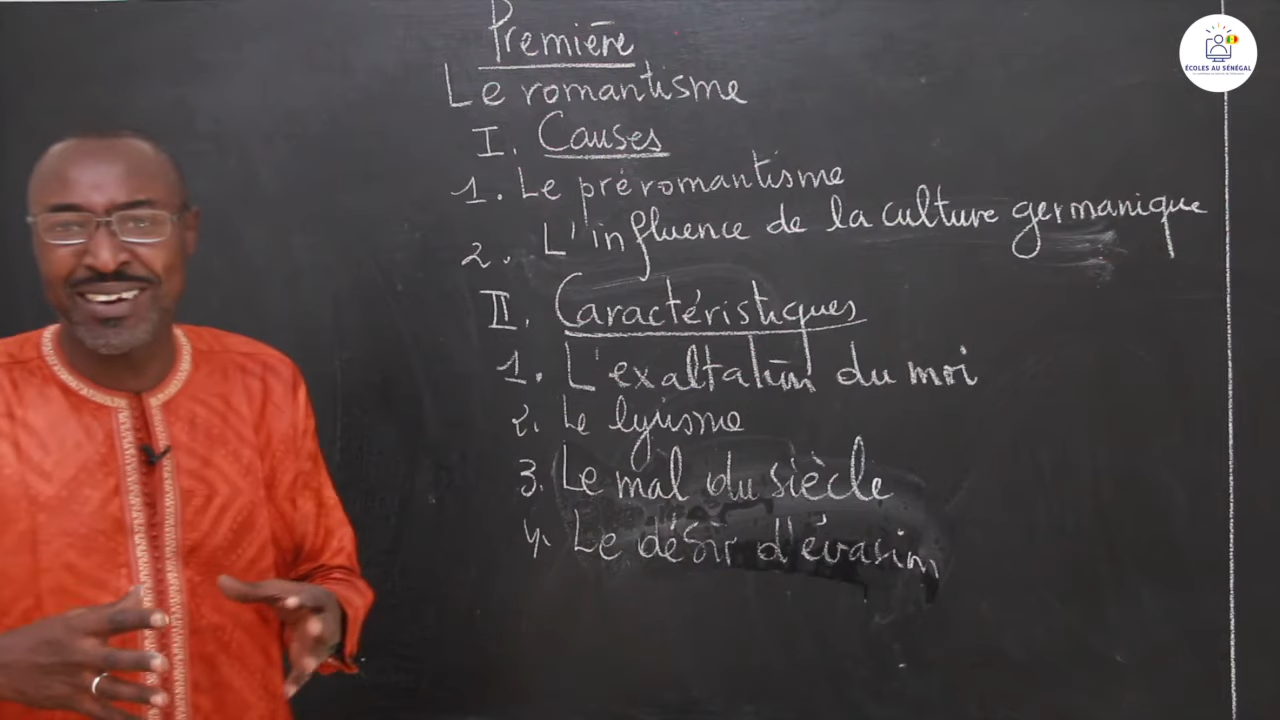 Première
Le romantisme
I. Causes
1. Le préromantisme
2. L'influence de la culture germanique
II. Caractéristiques
1. L'exaltation du moi
2. Le lyrisme
3. Le mal du siècle
4. Le désir d'évasion
ÉCOLES AU SÉNÉGAL